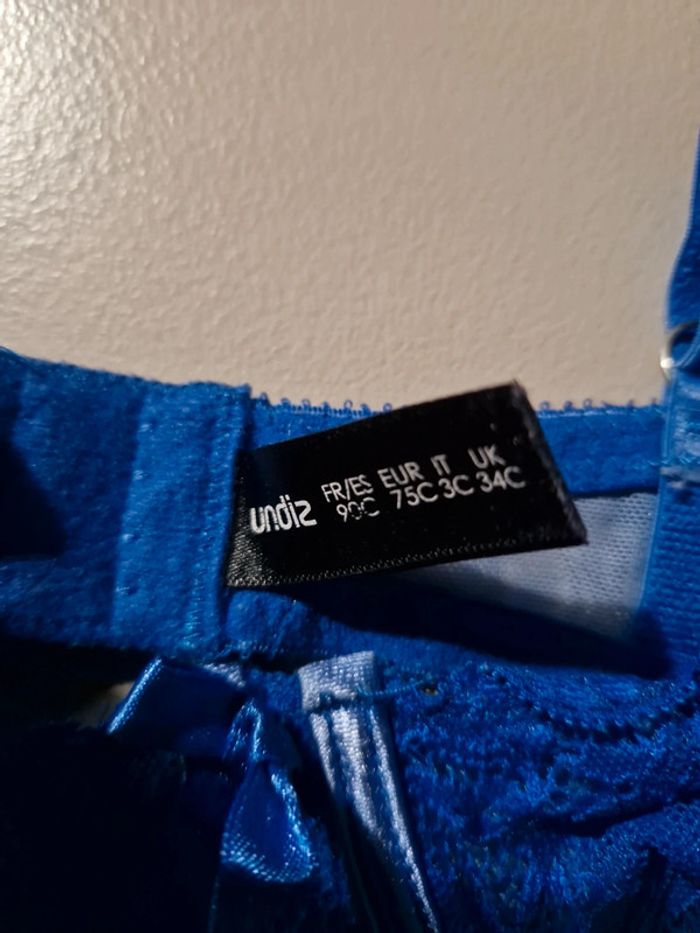 undiz FR/ES EUR IT UK
90C 75C 3C 34C